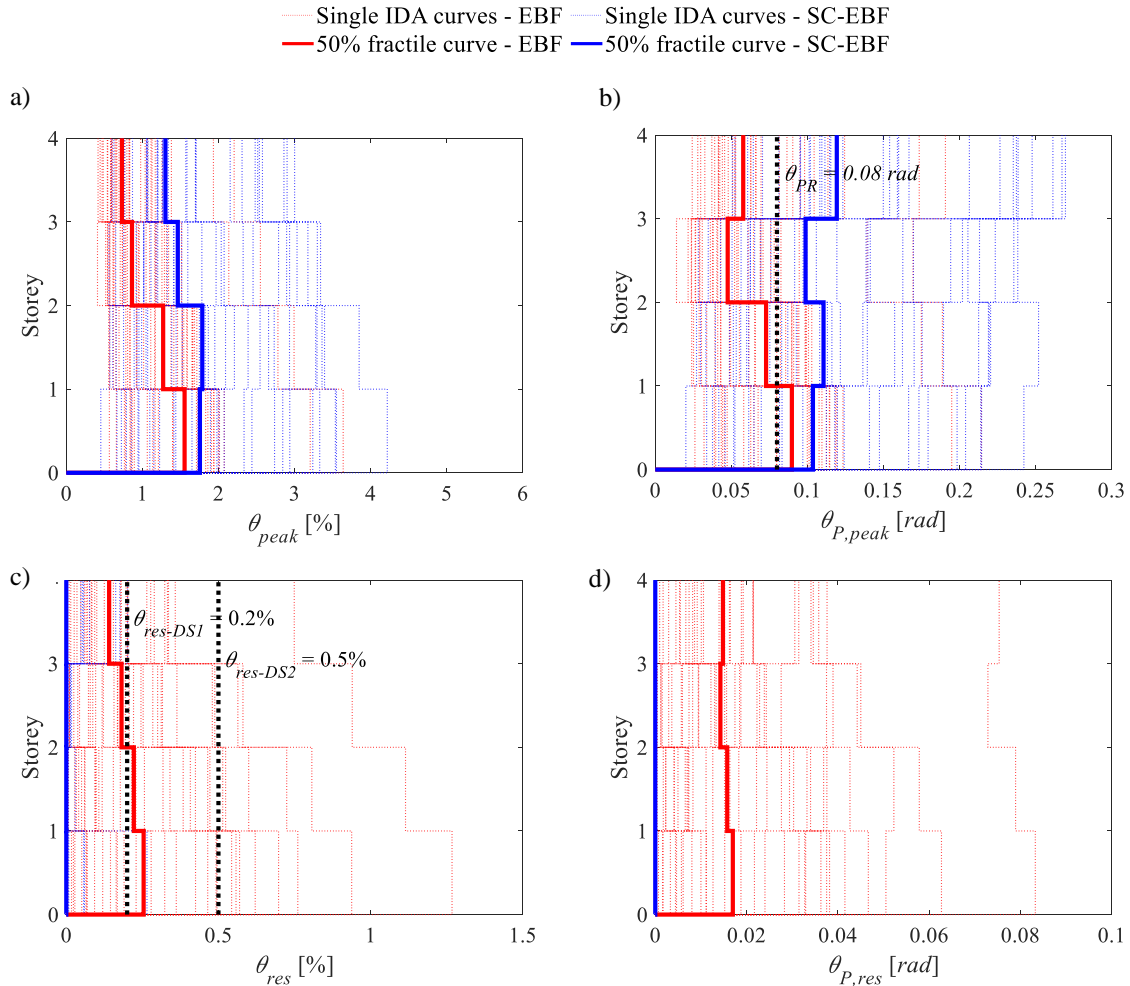 Single IDA curves - EBF Single IDA curves - SC-EBF
50% fractile curve - EBF 50% fractile curve - SC-EBF
a)
4
3
2
1
0
Storey
0 1 2 3 4 5 6
θpeak [%]
b)
4
3
2
1
0
Storey
θPR = 0.08 rad
0 0.05 0.1 0.15 0.2 0.25 0.3
θP,peak [rad]
c)
4
3
2
1
0
Storey
θres-DS1 = 0.2%
θres-DS2 = 0.5%
0 0.5 1 1.5
θres [%]
d)
4
3
2
1
0
Storey
0 0.02 0.04 0.06 0.08 0.1
θP,res [rad]